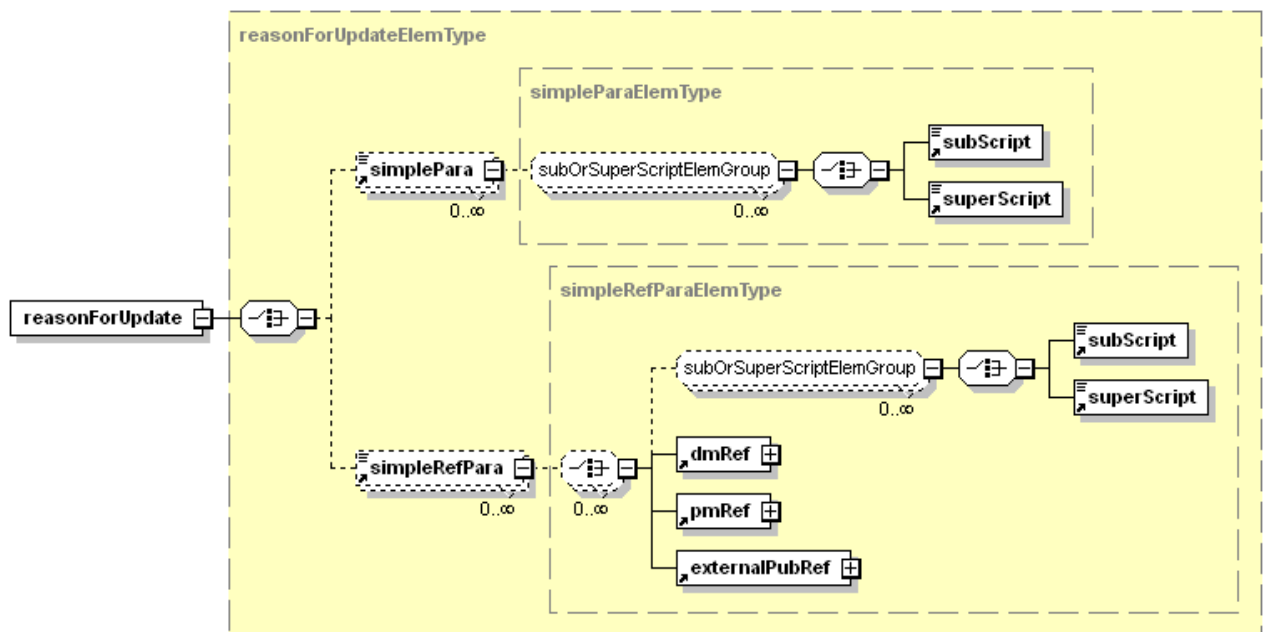 reasonForUpdateElemType
simpleParaElemType
simplePara
0..∞
subOrSuperScriptElemGroup
0..∞
subScript
superScript
reasonForUpdate
simpleRefParaElemType
subOrSuperScriptElemGroup
0..∞
subScript
superScript
simpleRefPara
0..∞
0..∞
dmRef
pmRef
externalPubRef